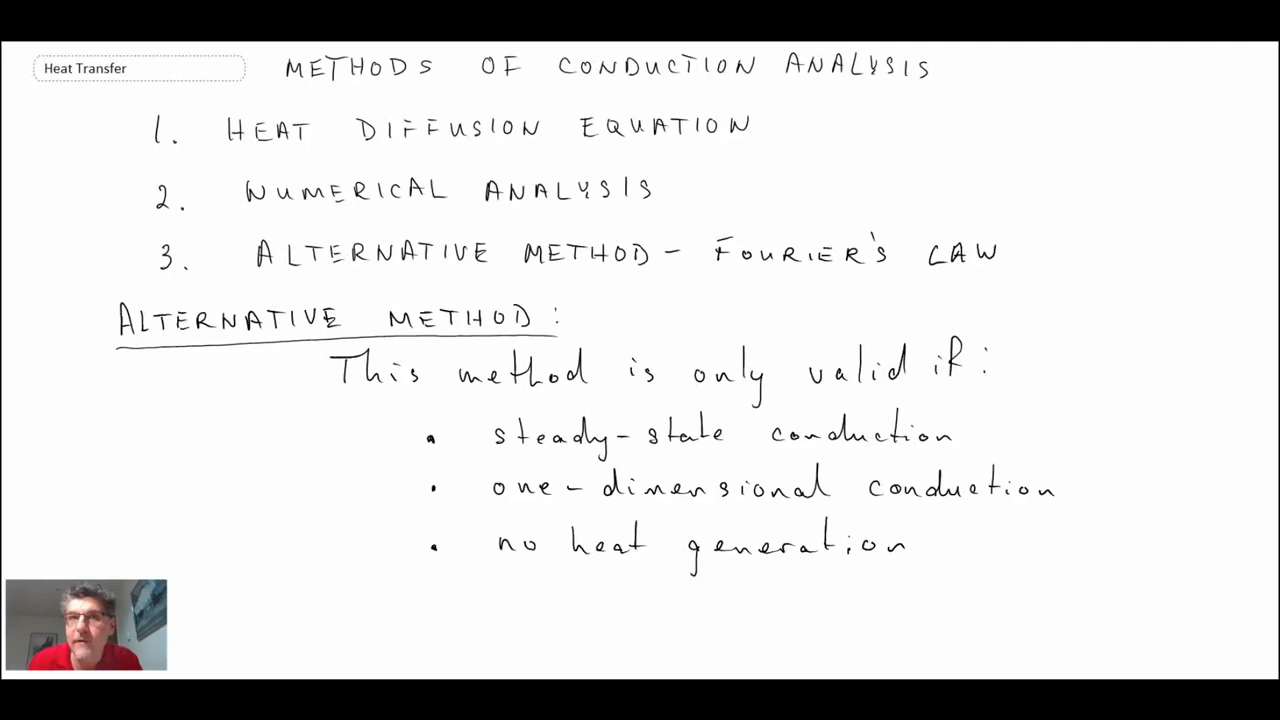 Heat Transfer
METHODS OF CONDUCTION ANALYSIS
1. HEAT DIFFUSION EQUATION
2. NUMERICAL ANALYSIS
3. ALTERNATIVE METHOD - FOURIER'S LAW
ALTERNATIVE METHOD:
This method is only valid if:
• steady-state conduction
• one-dimensional conduction
• no heat generation